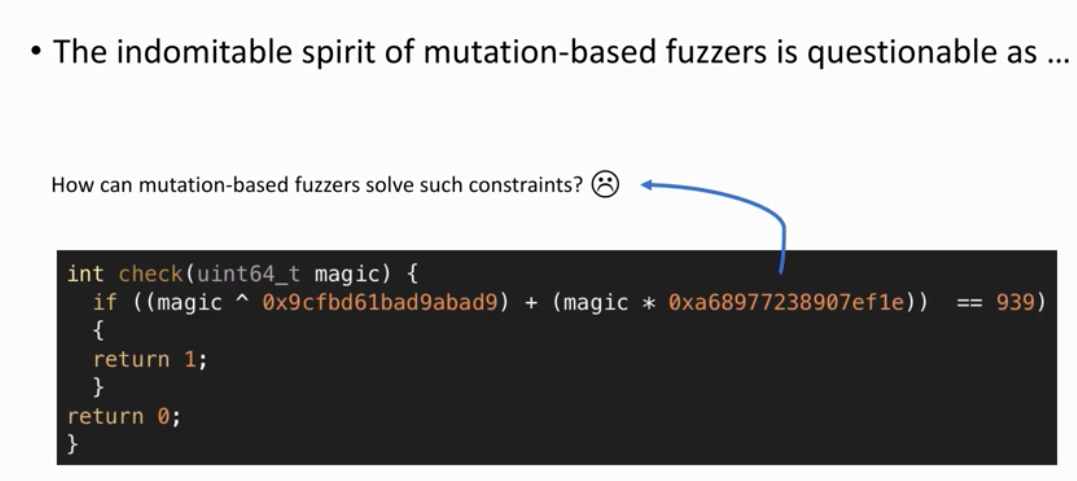 • The indomitable spirit of mutation-based fuzzers is questionable as ...
How can mutation-based fuzzers solve such constraints? ☹
int check(uint64_t magic) {
if ((magic ^ 0x9cfbd61bad9abad9) + (magic * 0xa68977238907ef1e)) == 939)
{
return 1;
}
return 0;
}